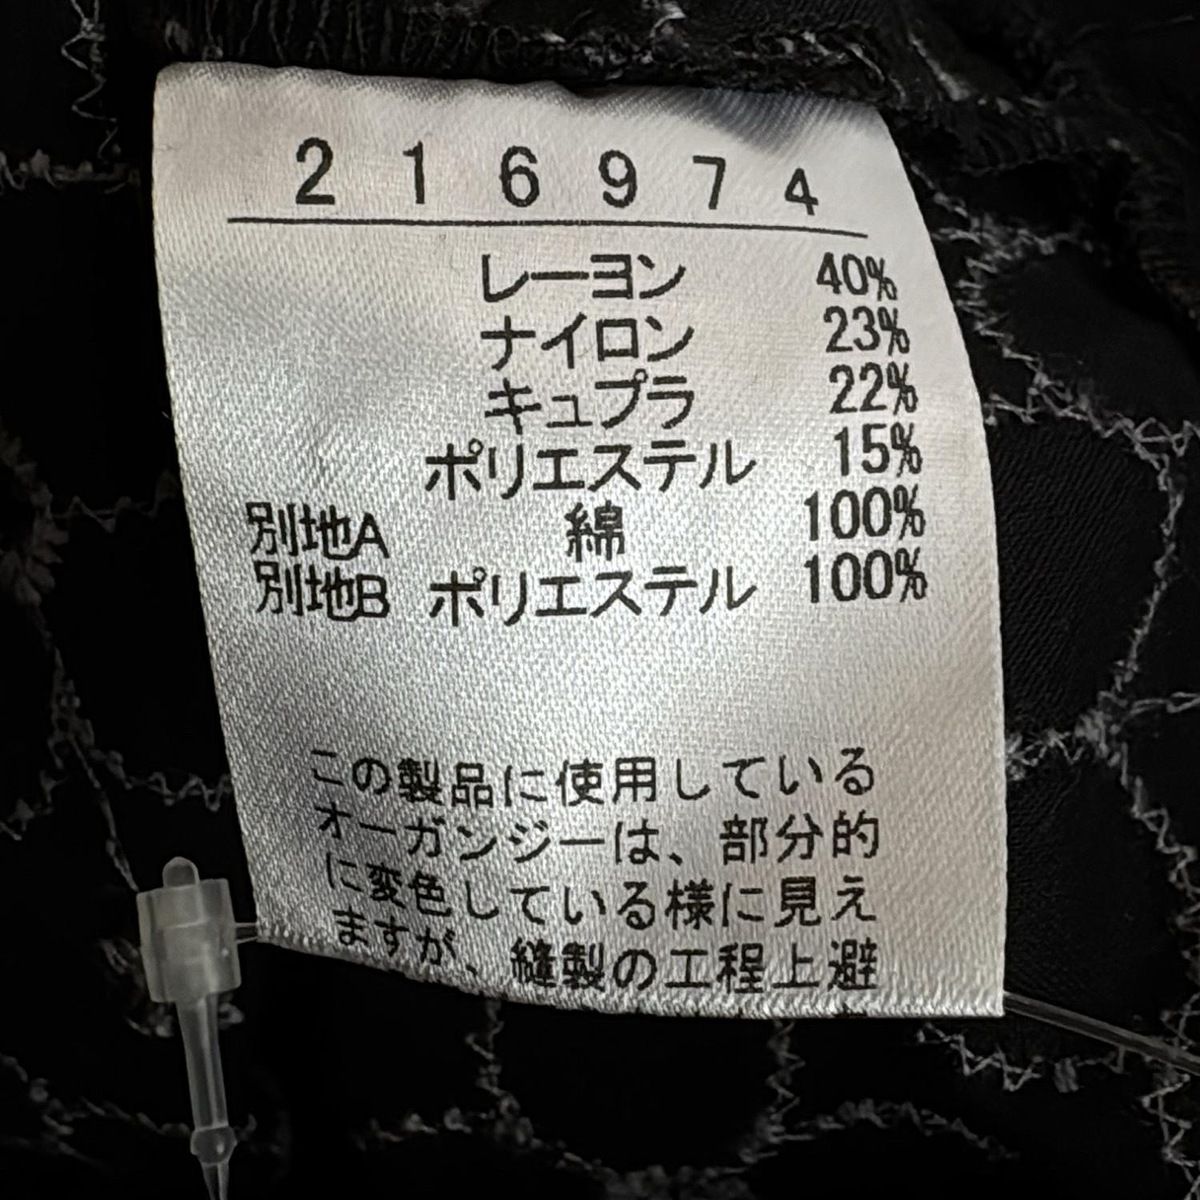 216974
レーヨン 40%
ナイロン 23%
キュプラ 22%
ポリエステル 15%
別地A 綿 100%
別地B ポリエステル 100%
この製品に使用している
オーガンジーは、部分的
に変色している様に見え
ますが、縫製の工程上避